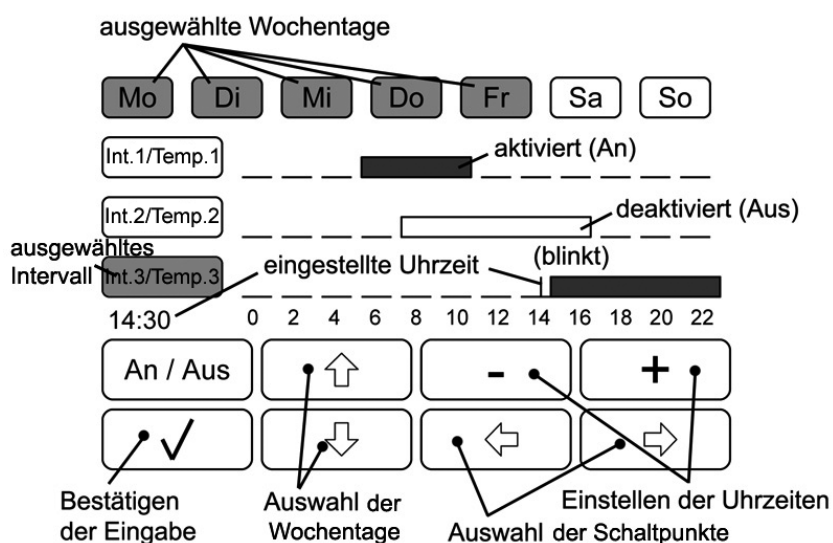 ausgewählte Wochentage
Mo Di Mi Do Fr Sa So
Int.1/Temp.1
aktiviert (An)
Int.2/Temp.2
deaktiviert (Aus)
ausgewähltes
Intervall
Int.3/Temp.3
eingestellte Uhrzeit
(blinkt)
14:30 0 2 4 6 8 10 12 14 16 18 20 22
An / Aus - +
Bestätigen
der Eingabe
Auswahl der
Wochentage
Einstellen der Uhrzeiten
Auswahl der Schaltpunkte